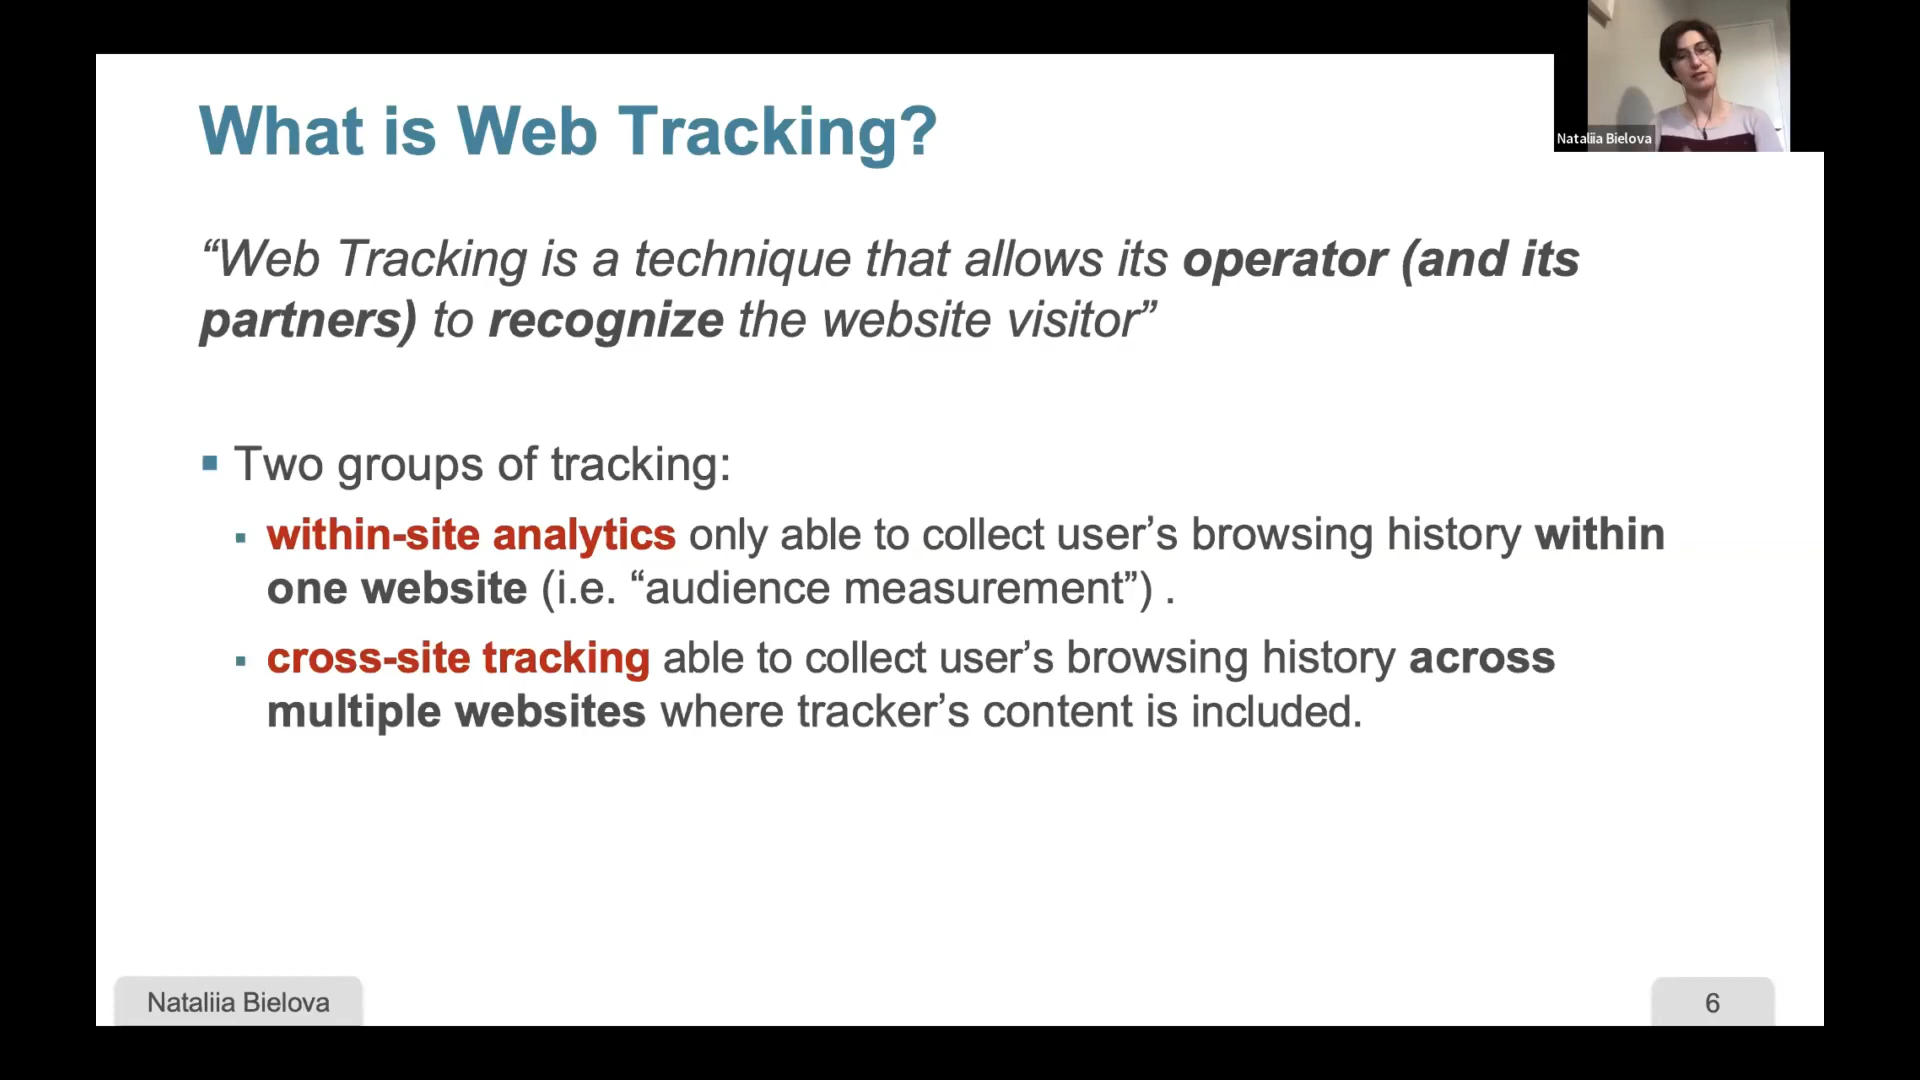 What is Web Tracking?
Nataliia Bielova
“Web Tracking is a technique that allows its operator (and its
partners) to recognize the website visitor”
▪ Two groups of tracking:
▪ within-site analytics only able to collect user’s browsing history within
one website (i.e. “audience measurement”) .
▪ cross-site tracking able to collect user’s browsing history across
multiple websites where tracker’s content is included.
Nataliia Bielova
6